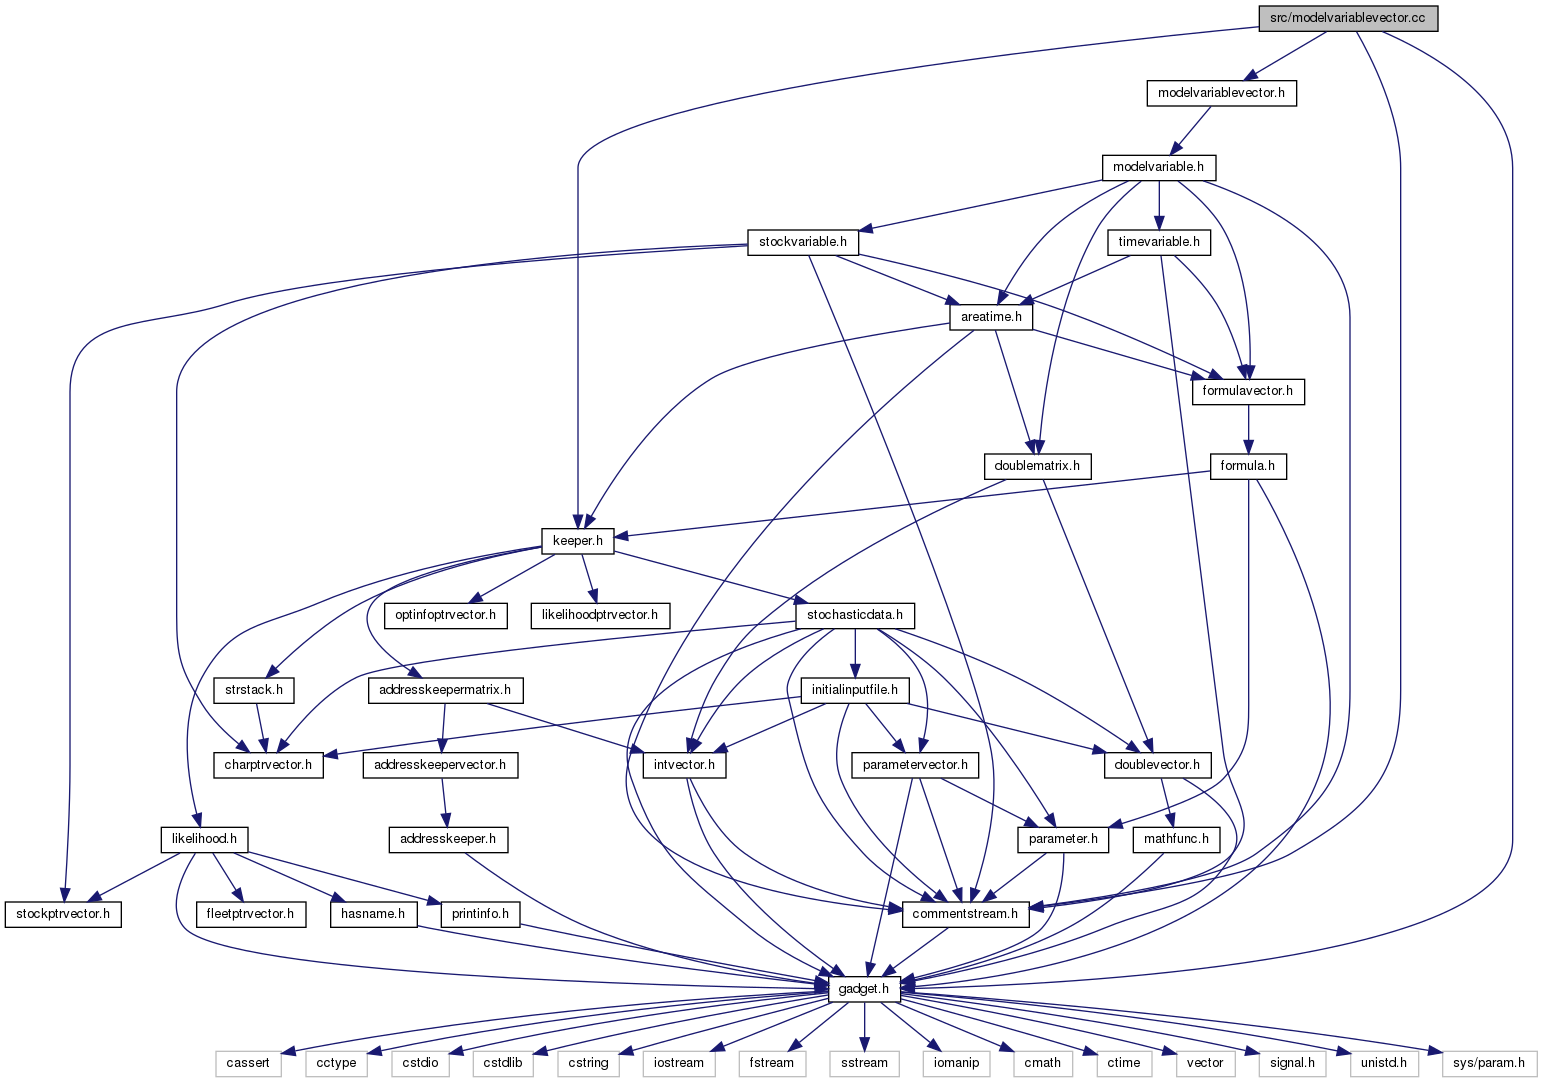 src/modelvariablevector.cc
modelvariablevector.h
modelvariable.h
stockvariable.h
timevariable.h
areatime.h
formulavector.h
doublematrix.h
formula.h
keeper.h
optinfoptrvector.h
likelihoodptrvector.h
stochasticdata.h
strstack.h
addresskeepermatrix.h
initialinputfile.h
charptrvector.h
addresskeepervector.h
intvector.h
parametervector.h
doublevector.h
likelihood.h
addresskeeper.h
parameter.h
mathfunc.h
stockptrvector.h
fleetptrvector.h
hasname.h
printinfo.h
commentstream.h
gadget.h
cassert
cctype
cstdio
cstdlib
cstring
iostream
fstream
sstream
iomanip
cmath
ctime
vector
signal.h
unistd.h
sys/param.h